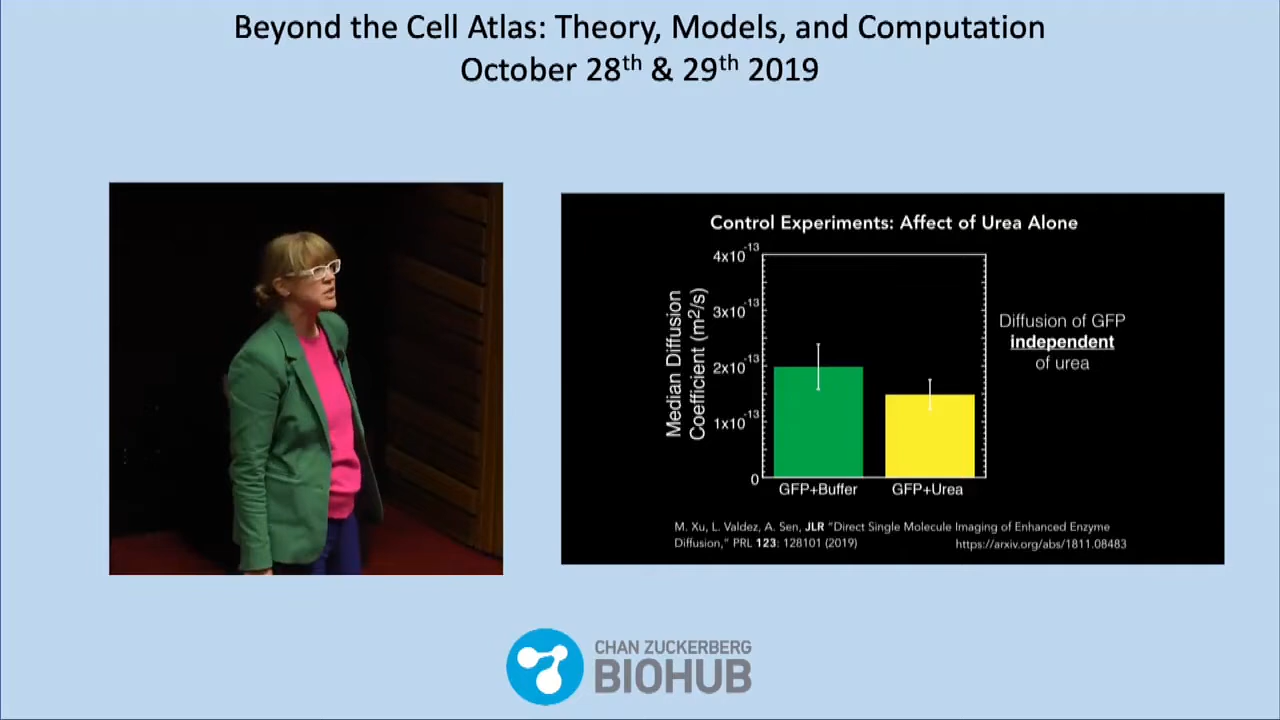 Beyond the Cell Atlas: Theory, Models, and Computation
October 28th & 29th 2019
Control Experiments: Affect of Urea Alone
4x10-13
3x10-13
2x10-13
1x10-13
0
Median Diffusion
Coefficient (m2/s)
GFP+Buffer
GFP+Urea
Diffusion of GFP
independent
of urea
M. Xu, L. Valdez, A. Sen, JLR "Direct Single Molecule Imaging of Enhanced Enzyme
Diffusion," PRL 123: 128101 (2019)
https://arxiv.org/abs/1811.08483
CHAN ZUCKERBERG
BIOHUB